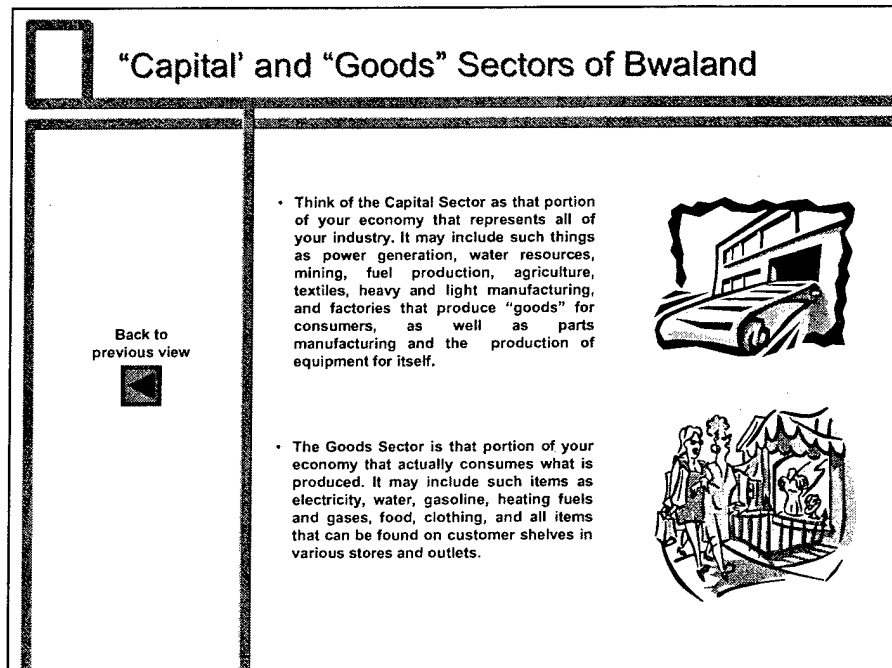 “Capital’ and “Goods” Sectors of Bwaland
• Think of the Capital Sector as that portion
of your economy that represents all of
your industry. It may include such things
as power generation, water resources,
mining, fuel production, agriculture,
textiles, heavy and light manufacturing,
and factories that produce “goods” for
consumers, as well as parts
manufacturing and the production of
equipment for itself.
Back to
previous view
• The Goods Sector is that portion of your
economy that actually consumes what is
produced. It may include such items as
electricity, water, gasoline, heating fuels
and gases, food, clothing, and all items
that can be found on customer shelves in
various stores and outlets.